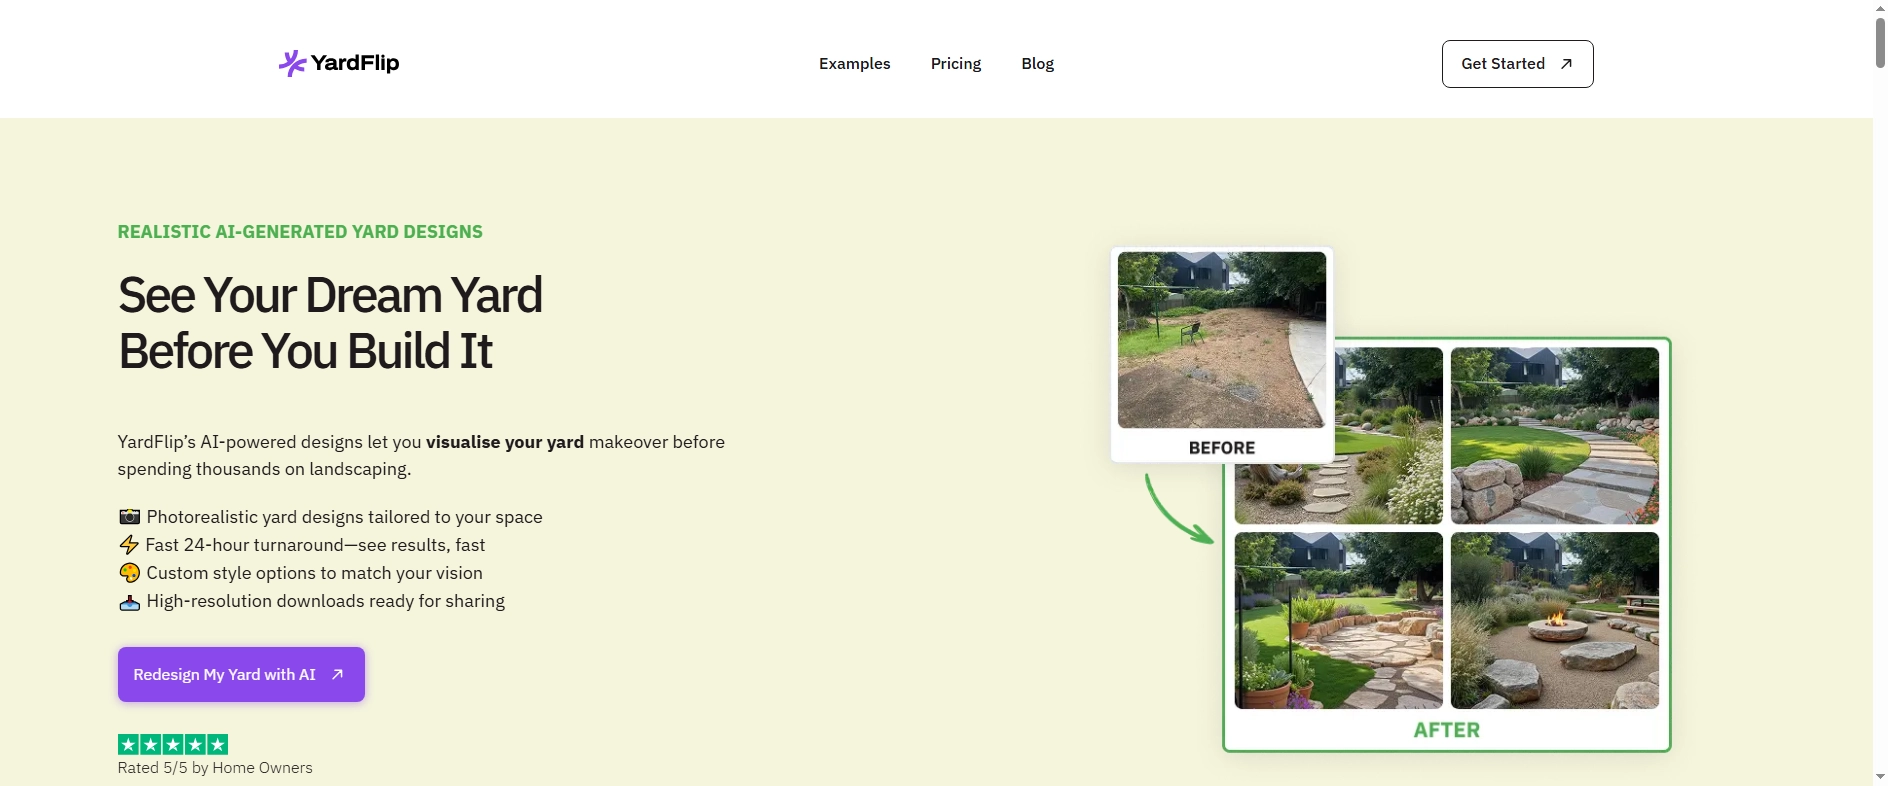 YardFlip
Examples
Pricing
Blog
Get Started
REALISTIC AI-GENERATED YARD DESIGNS
See Your Dream Yard
Before You Build It
YardFlip’s AI-powered designs let you visualise your yard makeover before
spending thousands on landscaping.
Photorealistic yard designs tailored to your space
Fast 24-hour turnaround—see results, fast
Custom style options to match your vision
High-resolution downloads ready for sharing
Redesign My Yard with AI
Rated 5/5 by Home Owners
BEFORE
AFTER